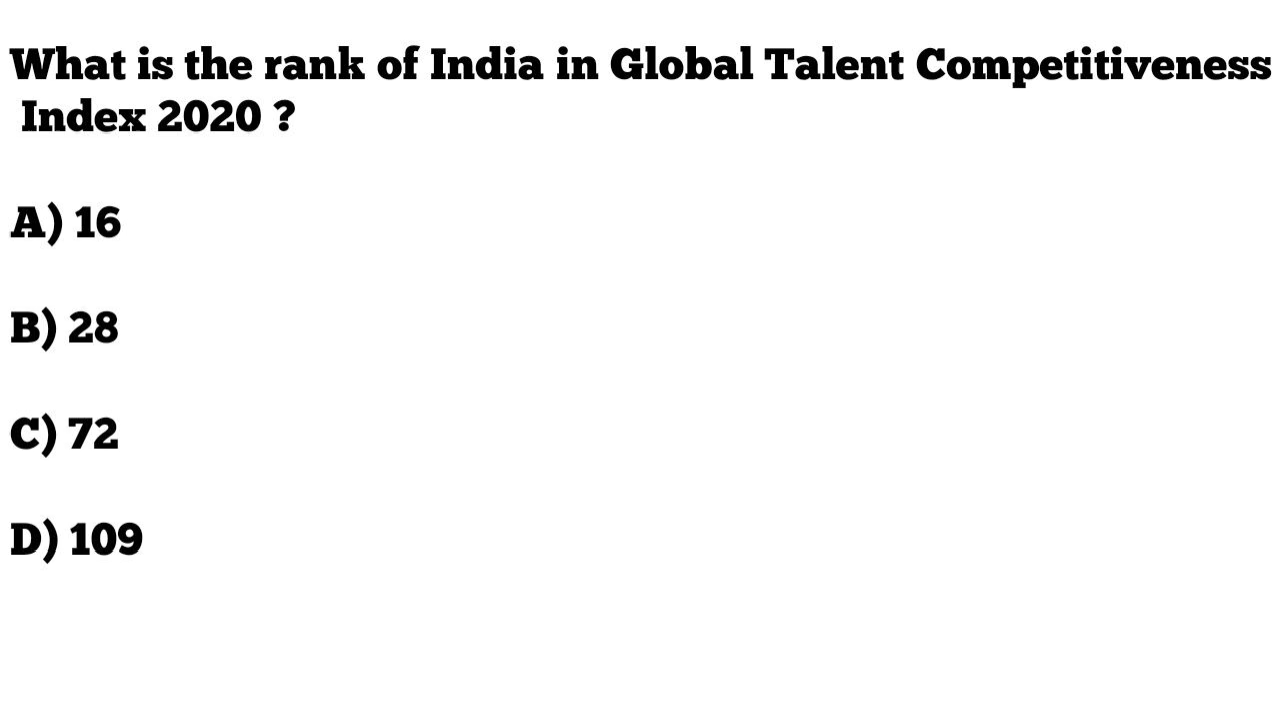 What is the rank of India in Global Talent Competitiveness
Index 2020 ?
A) 16
B) 28
C) 72
D) 109